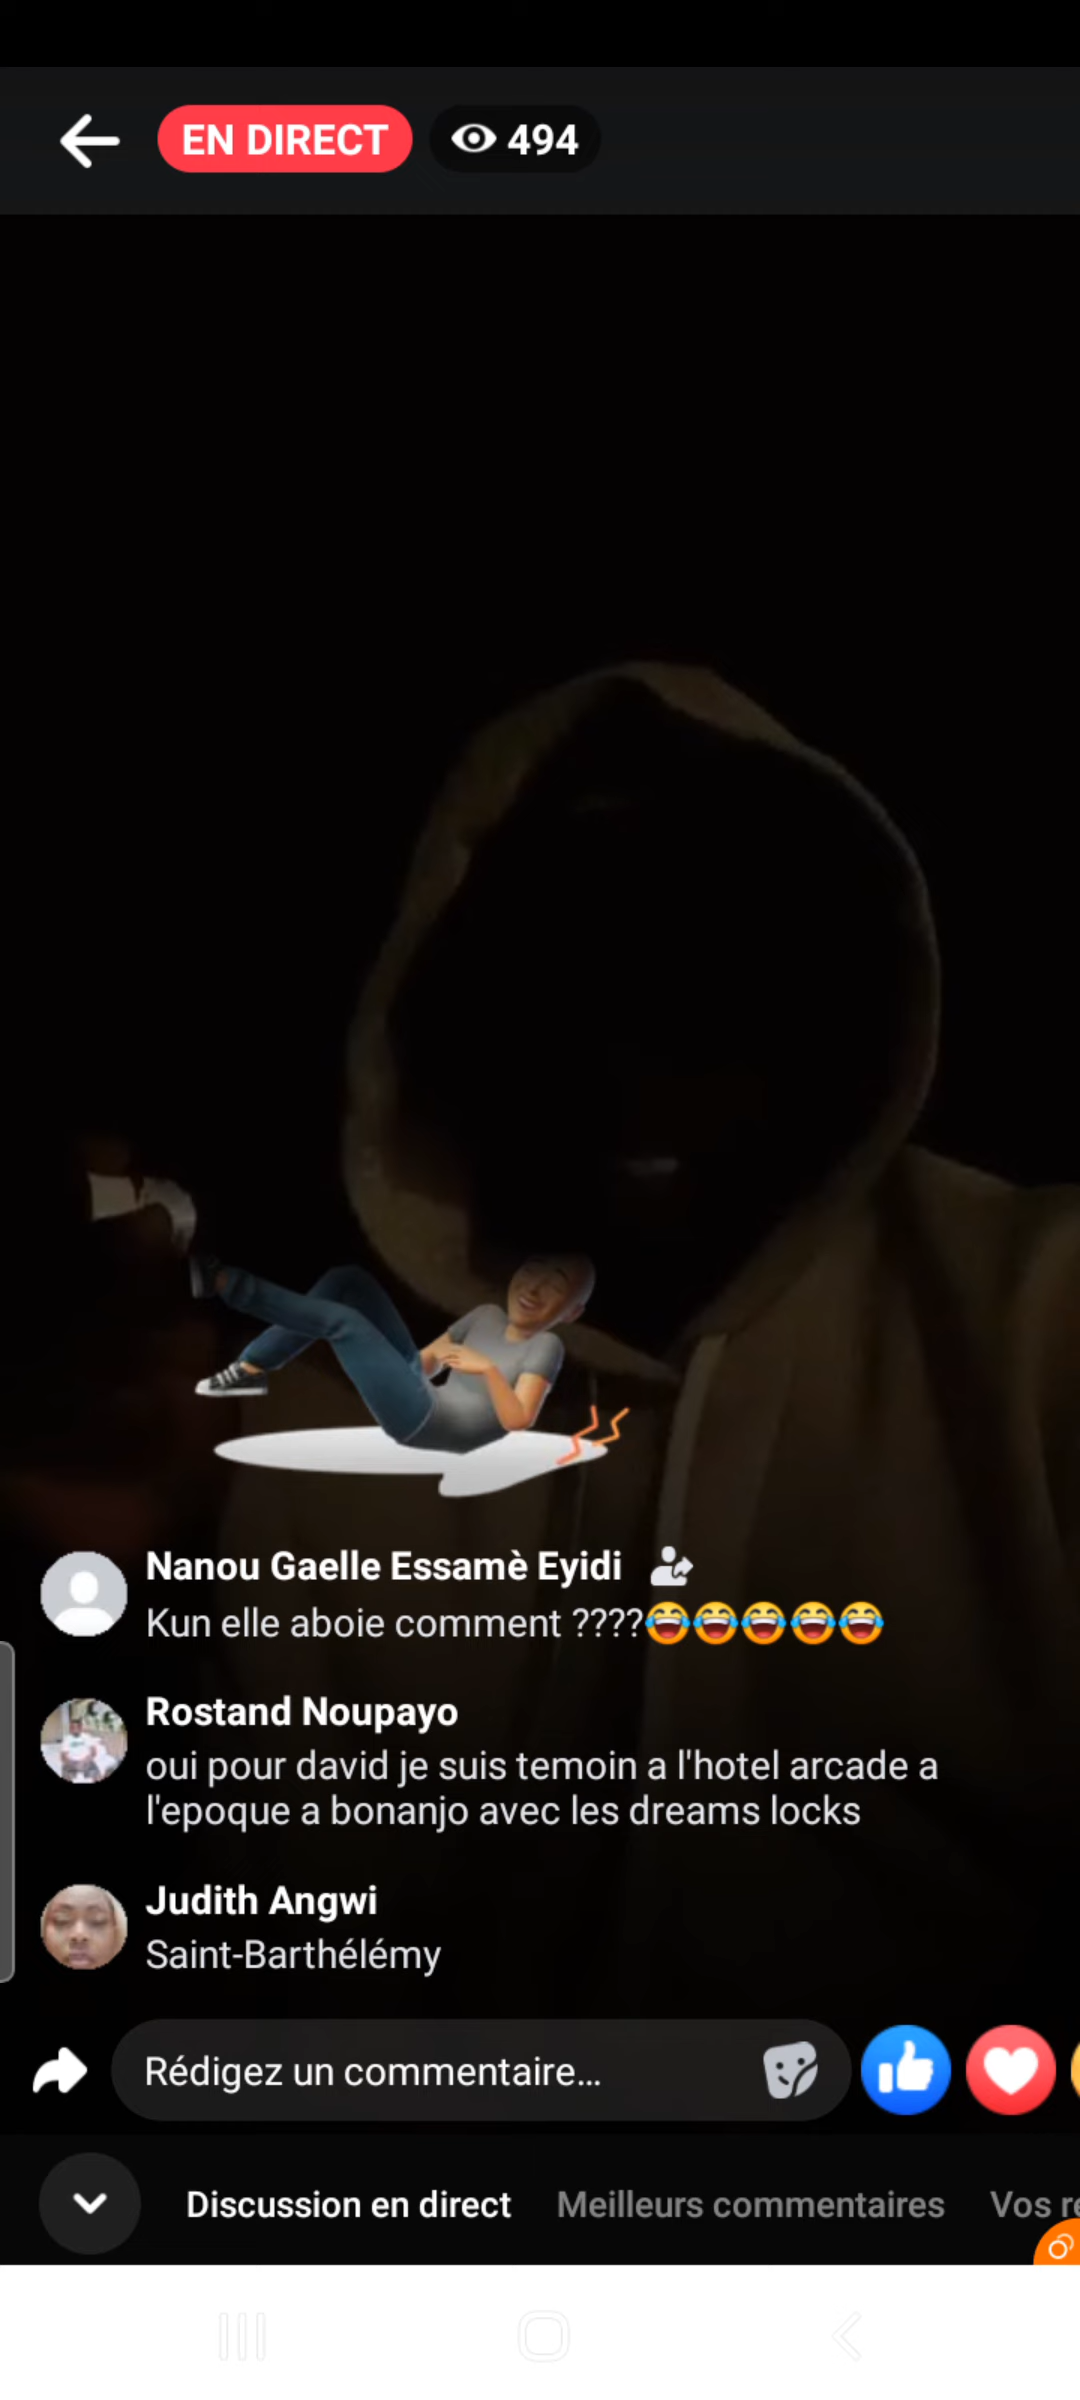 EN DIRECT 494
Nanou Gaelle Essamè Eyidi
Kun elle aboie comment ????😂😂😂😂😂
Rostand Noupayo
oui pour david je suis temoin a l'hotel arcade a
l'epoque a bonanjo avec les dreams locks
Judith Angwi
Saint-Barthélémy
Rédigez un commentaire...
Discussion en direct Meilleurs commentaires Vos